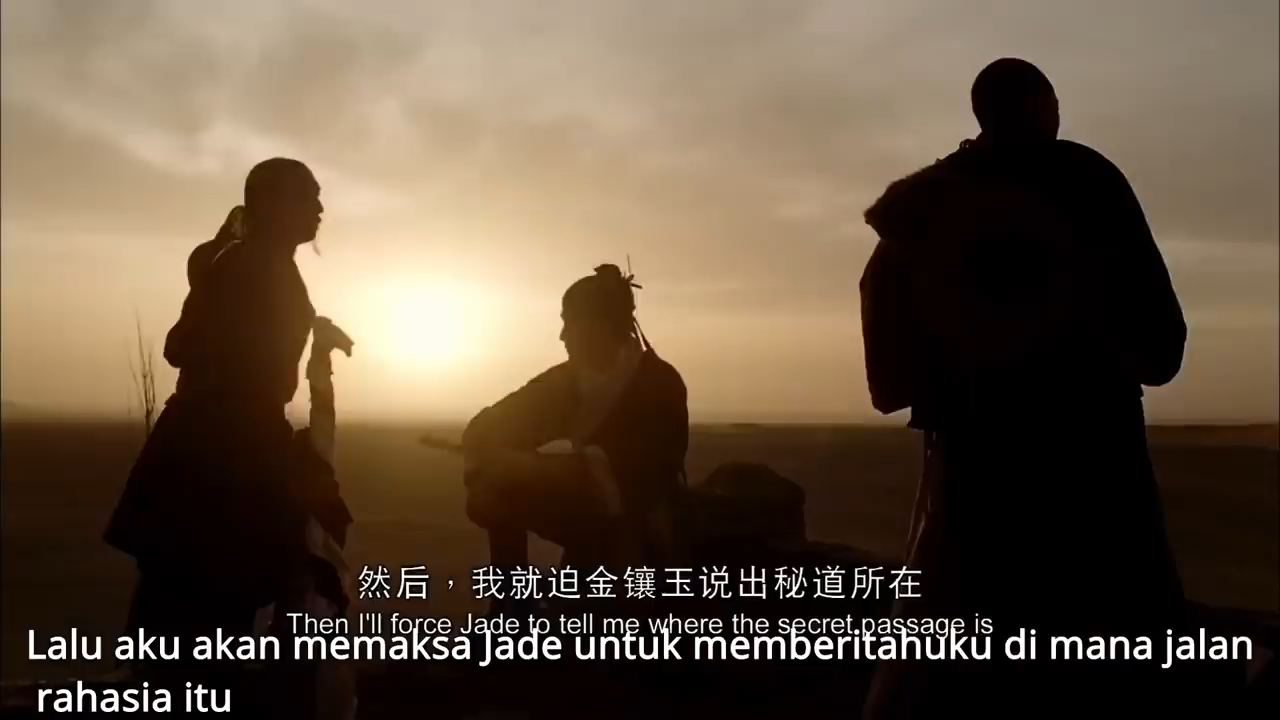 然后，我就迫金镶玉说出秘道所在
Then I'll force Jade to tell me where the secret passage is
Lalu aku akan memaksa Jade untuk memberitahuku di mana jalan
rahasia itu